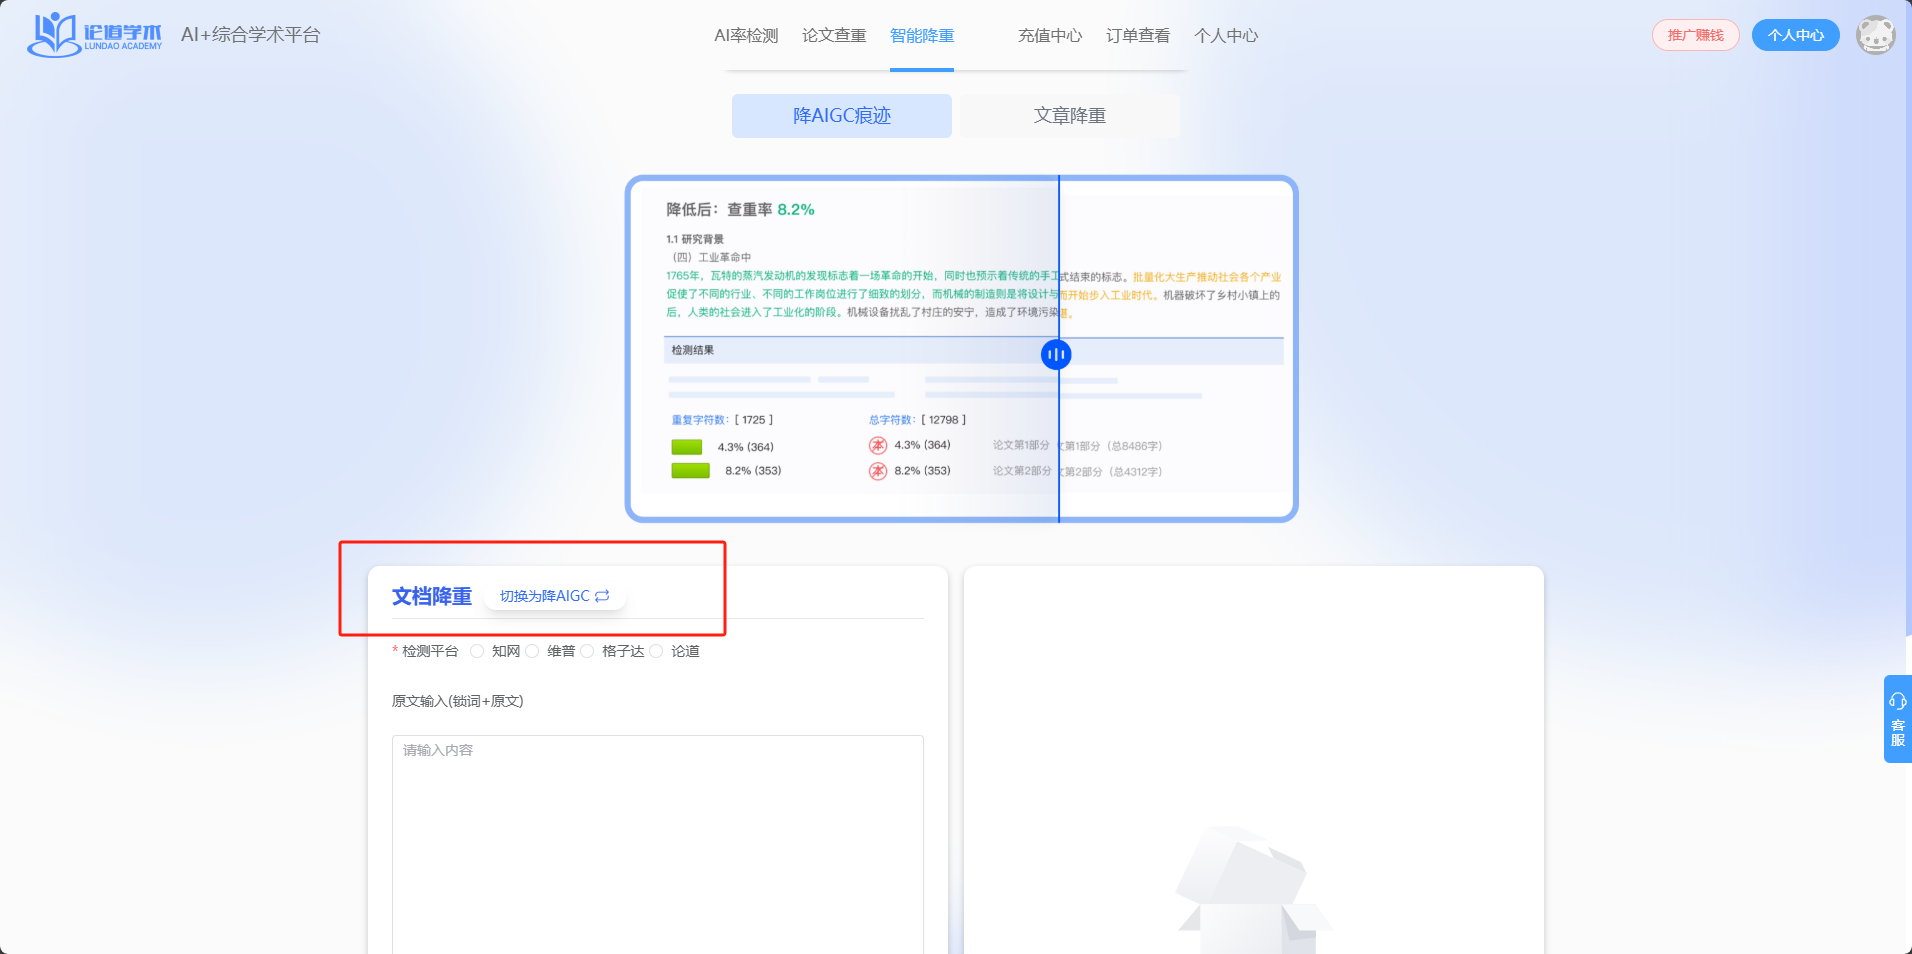 论道学术
LUNDAO ACADEMY
AI+综合学术平台
AI率检测 论文查重 智能降重 充值中心 订单查看 个人中心
推广赚钱 个人中心
降AIGC痕迹 文章降重
降低后：查重率 8.2%
1.1 研究背景
（四）工业革命中
1765年，瓦特的蒸汽发动机的发现标志着一场革命的开始，同时也预示着传统的手工式结束的标志。批量化大生产推动社会各个产业
促使了不同的行业、不同的工作岗位进行了细致的划分，而机械的制造则是将设计与而开始步入工业时代。机器破坏了乡村小镇上的
后，人类的社会进入了工业化的阶段。机械设备扰乱了村庄的安宁，造成了环境污染
检测结果
重复字符数：[ 1725 ] 总字符数：[ 12798 ]
4.3% (364) 本 4.3% (364) 论文第1部分 文第1部分（总8486字）
8.2% (353) 本 8.2% (353) 论文第2部分 文第2部分（总4312字）
文档降重 切换为降AIGC
* 检测平台 知网 维普 格子达 论道
原文输入(锁词+原文)
请输入内容
客
服